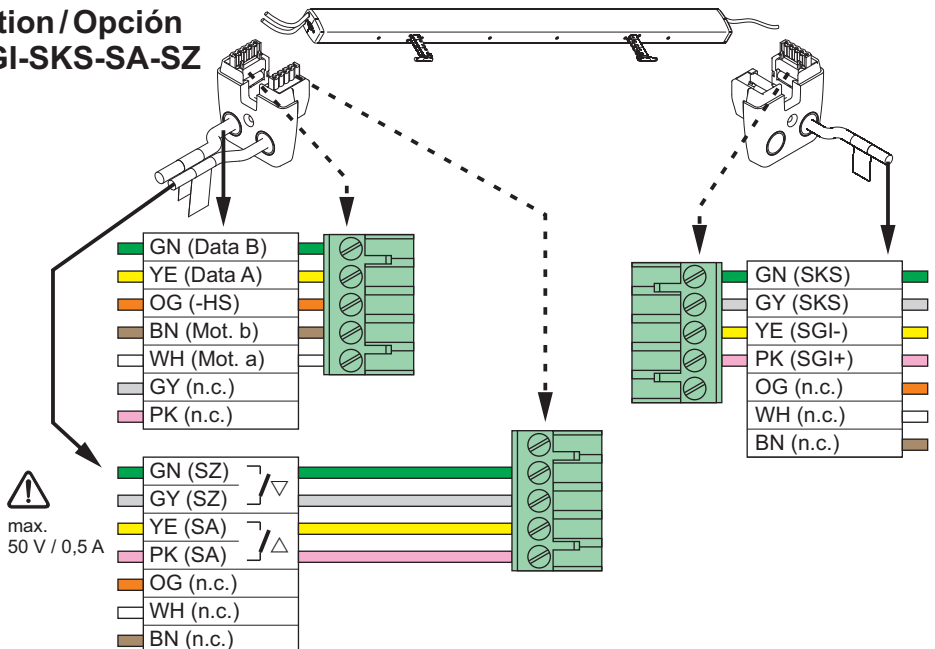 tion / Opción
GI-SKS-SA-SZ
GN (Data B)
YE (Data A)
OG (-HS)
BN (Mot. b)
WH (Mot. a)
GY (n.c.)
PK (n.c.)
GN (SKS)
GY (SKS)
YE (SGI-)
PK (SGI+)
OG (n.c.)
WH (n.c.)
BN (n.c.)
max.
50 V / 0,5 A
GN (SZ)
GY (SZ)
YE (SA)
PK (SA)
OG (n.c.)
WH (n.c.)
BN (n.c.)